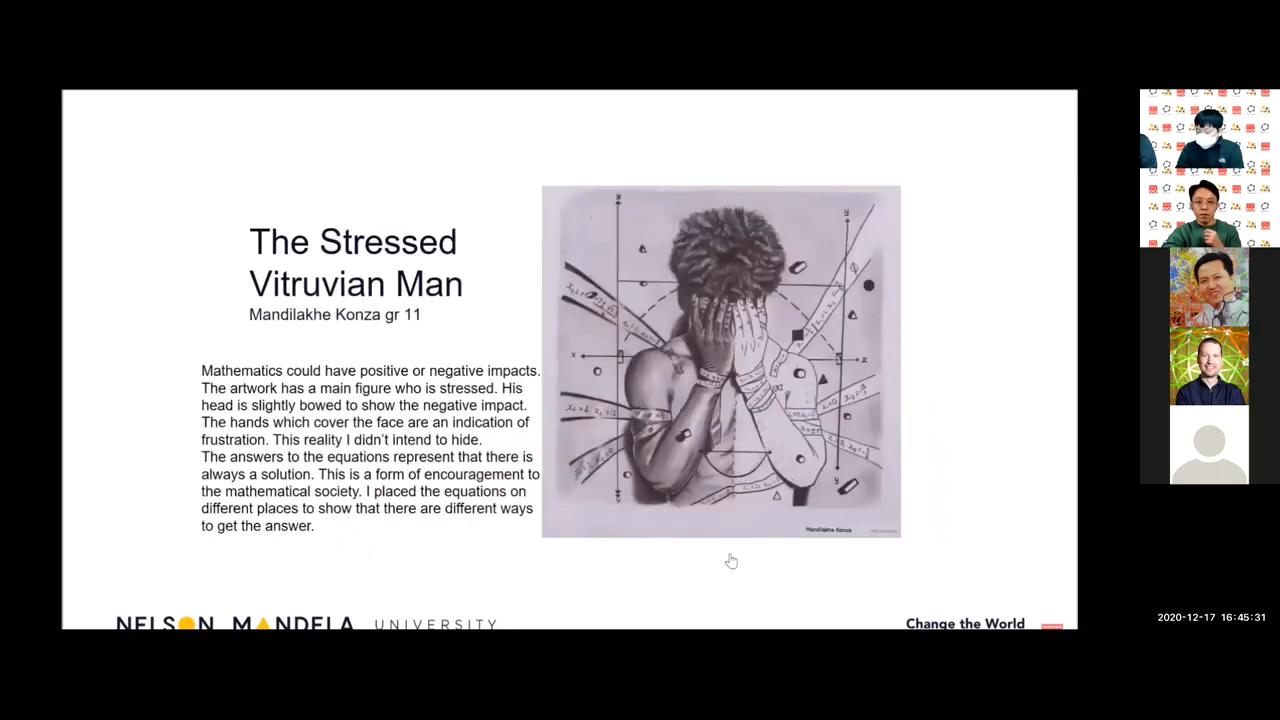 The Stressed
Vitruvian Man
Mandilakhe Konza gr 11
Mathematics could have positive or negative impacts.
The artwork has a main figure who is stressed. His
head is slightly bowed to show the negative impact.
The hands which cover the face are an indication of
frustration. This reality I didn't intend to hide.
The answers to the equations represent that there is
always a solution. This is a form of encouragement to
the mathematical society. I placed the equations on
different places to show that there are different ways
to get the answer.
y
y
x
x
y
Mandilakhe Konza
NELSON MANDELA UNIVERSITY
Change the World
2020-12-17 16:45:31